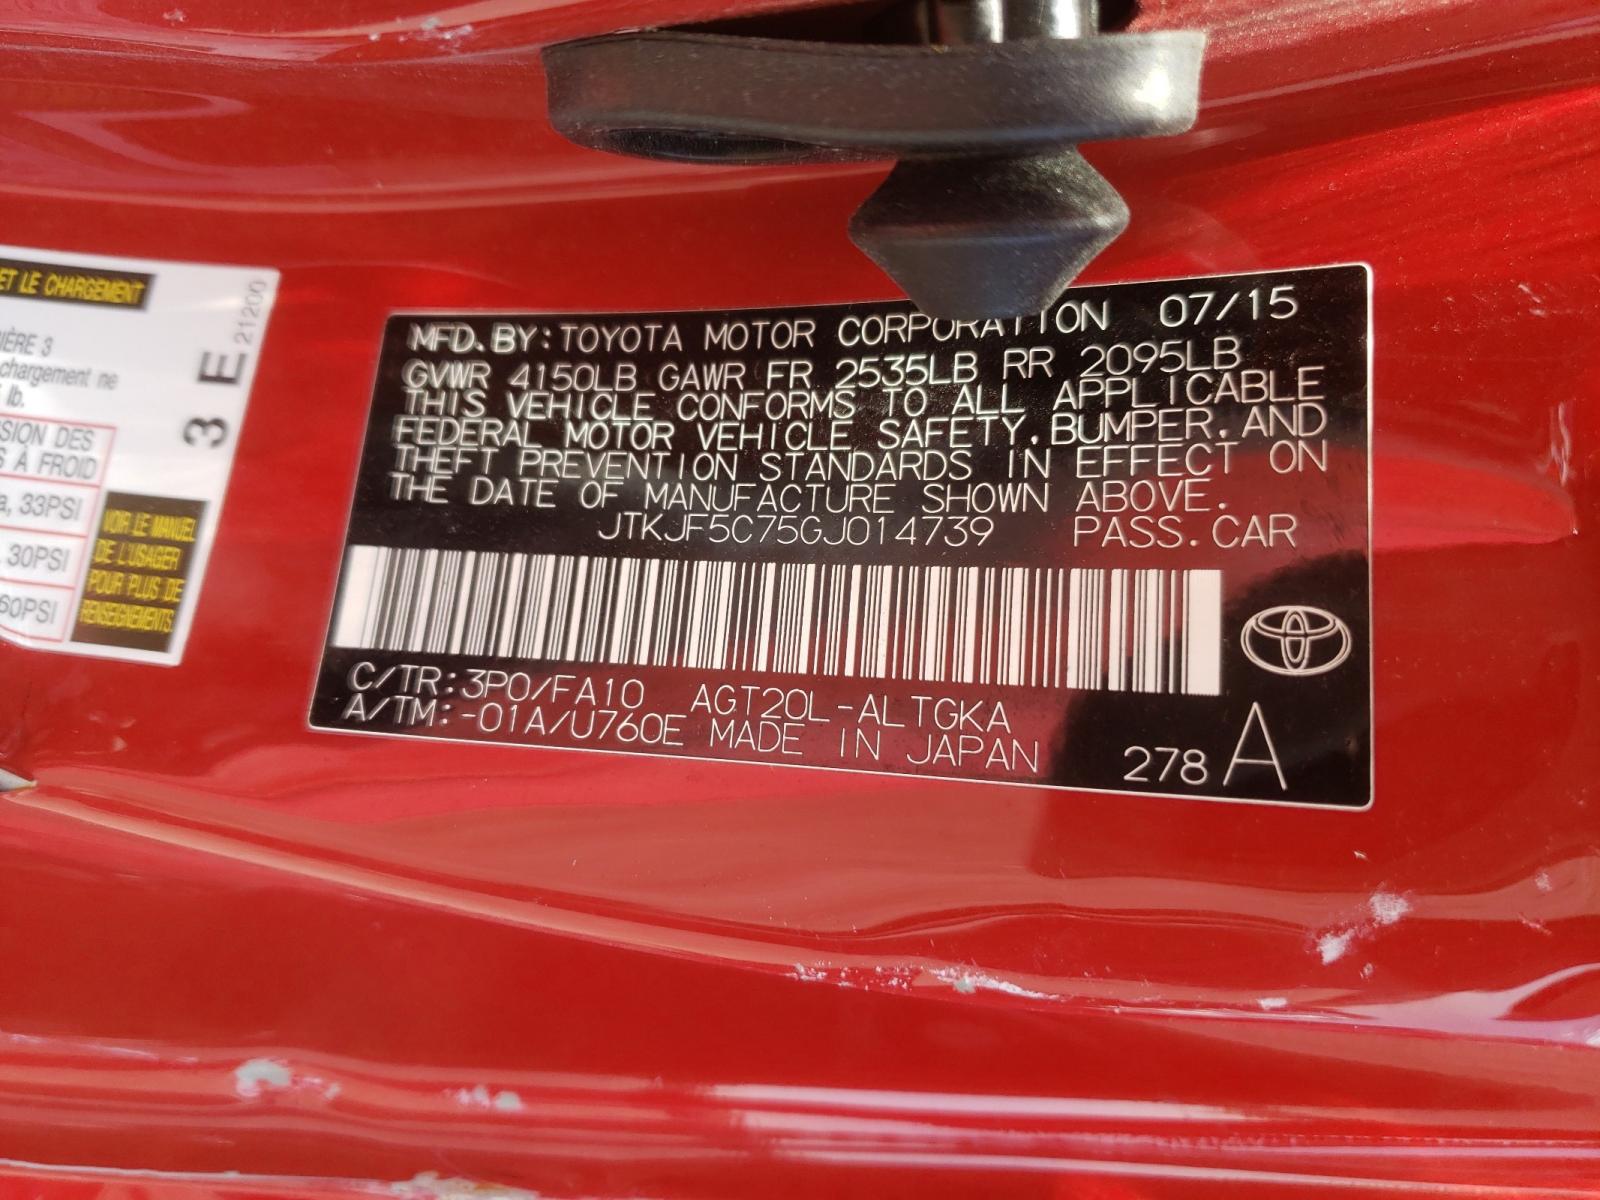 ET LE CHARGEMENT
21200
3 E
IÈRE 3
chargement ne
lb.
SION DES
S À FROID
a, 33PSI
30PSI
60PSI
VOIR LE MANUEL
DE L'USAGER
POUR PLUS DE
RENSEIGNEMENTS.
MFD. BY: TOYOTA MOTOR CORPORATION 07/15
GVWR 4150LB GAWR FR 2535LB RR 2095LB
THIS VEHICLE CONFORMS TO ALL APPLICABLE
FEDERAL MOTOR VEHICLE SAFETY, BUMPER, AND
THEFT PREVENTION STANDARDS IN EFFECT ON
THE DATE OF MANUFACTURE SHOWN ABOVE.
JTKJF5C75GJ014739 PASS. CAR
C/TR: 3P0/FA10 AGT20L-ALTGKA
A/TM: -01A/U760E MADE IN JAPAN
278 A